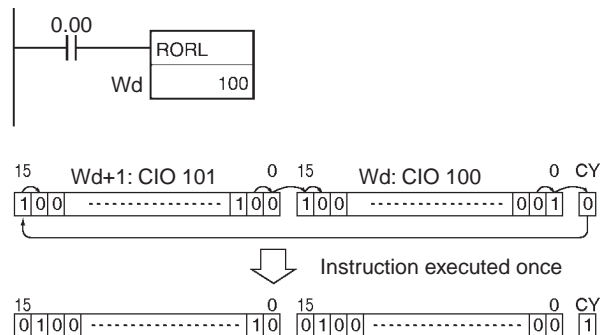 0.00
RORL
Wd 100
15 Wd+1: CIO 101 0 15 Wd: CIO 100 0 CY
1 0 0 1 0 0 1 0 0 0 0 1 0
Instruction executed once
15 0 15 0 CY
0 1 0 0 1 0 0 1 0 0 0 0 1